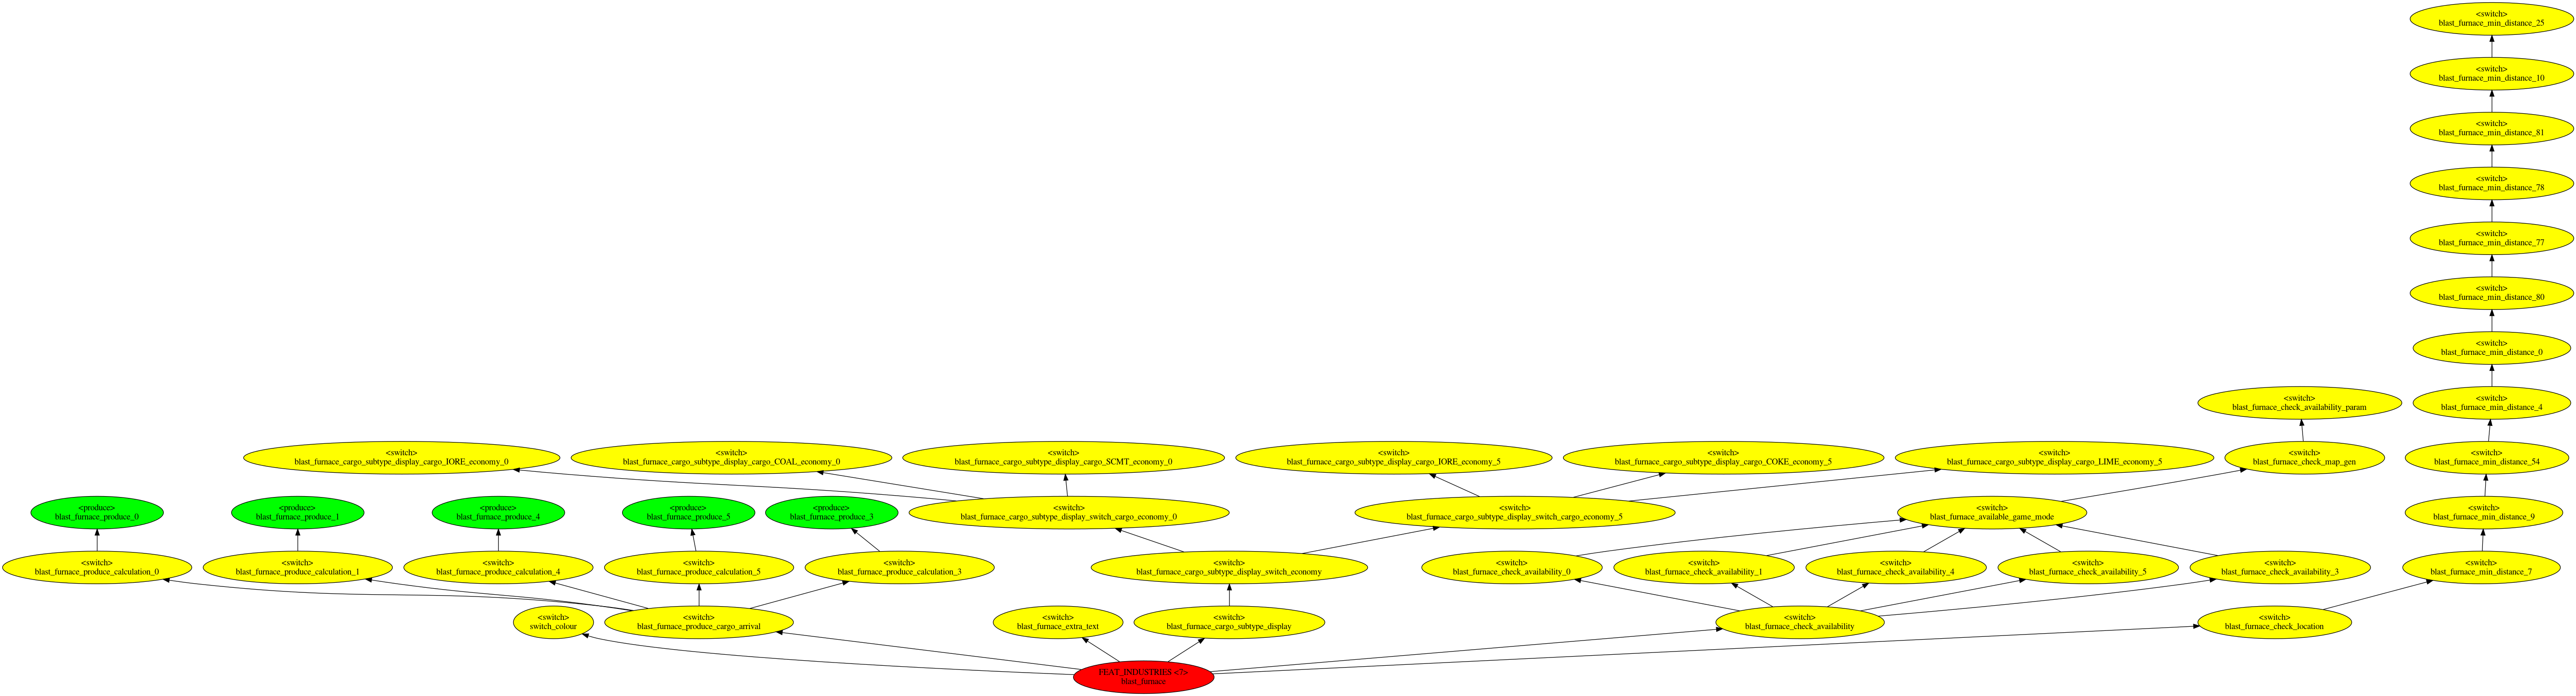 <switch>
blast_furnace_min_distance_25
<switch>
blast_furnace_min_distance_10
<switch>
blast_furnace_min_distance_81
<switch>
blast_furnace_min_distance_78
<switch>
blast_furnace_min_distance_77
<switch>
blast_furnace_min_distance_80
<switch>
blast_furnace_min_distance_0
<switch>
blast_furnace_check_availability_param
<switch>
blast_furnace_min_distance_4
<switch>
blast_furnace_cargo_subtype_display_cargo_IORE_economy_0
<switch>
blast_furnace_cargo_subtype_display_cargo_COAL_economy_0
<switch>
blast_furnace_cargo_subtype_display_cargo_SCMT_economy_0
<switch>
blast_furnace_cargo_subtype_display_cargo_IORE_economy_5
<switch>
blast_furnace_cargo_subtype_display_cargo_COKE_economy_5
<switch>
blast_furnace_cargo_subtype_display_cargo_LIME_economy_5
<switch>
blast_furnace_check_map_gen
<switch>
blast_furnace_min_distance_54
<produce>
blast_furnace_produce_0
<produce>
blast_furnace_produce_1
<produce>
blast_furnace_produce_4
<produce>
blast_furnace_produce_5
<produce>
blast_furnace_produce_3
<switch>
blast_furnace_cargo_subtype_display_switch_cargo_economy_0
<switch>
blast_furnace_cargo_subtype_display_switch_cargo_economy_5
<switch>
blast_furnace_available_game_mode
<switch>
blast_furnace_min_distance_9
<switch>
blast_furnace_produce_calculation_0
<switch>
blast_furnace_produce_calculation_1
<switch>
blast_furnace_produce_calculation_4
<switch>
blast_furnace_produce_calculation_5
<switch>
blast_furnace_produce_calculation_3
<switch>
blast_furnace_cargo_subtype_display_switch_economy
<switch>
blast_furnace_check_availability_0
<switch>
blast_furnace_check_availability_1
<switch>
blast_furnace_check_availability_4
<switch>
blast_furnace_check_availability_5
<switch>
blast_furnace_check_availability_3
<switch>
blast_furnace_min_distance_7
<switch>
switch_colour
<switch>
blast_furnace_produce_cargo_arrival
<switch>
blast_furnace_extra_text
<switch>
blast_furnace_cargo_subtype_display
<switch>
blast_furnace_check_availability
<switch>
blast_furnace_check_location
FEAT_INDUSTRIES <?>
blast_furnace